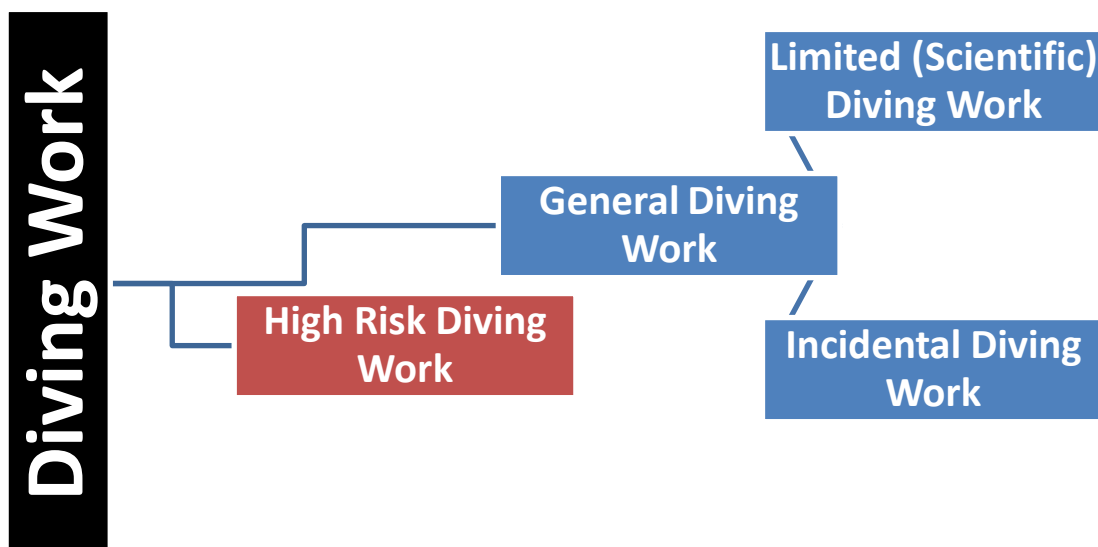 Diving Work
Limited (Scientific)
Diving Work
General Diving
Work
High Risk Diving
Work
Incidental Diving
Work